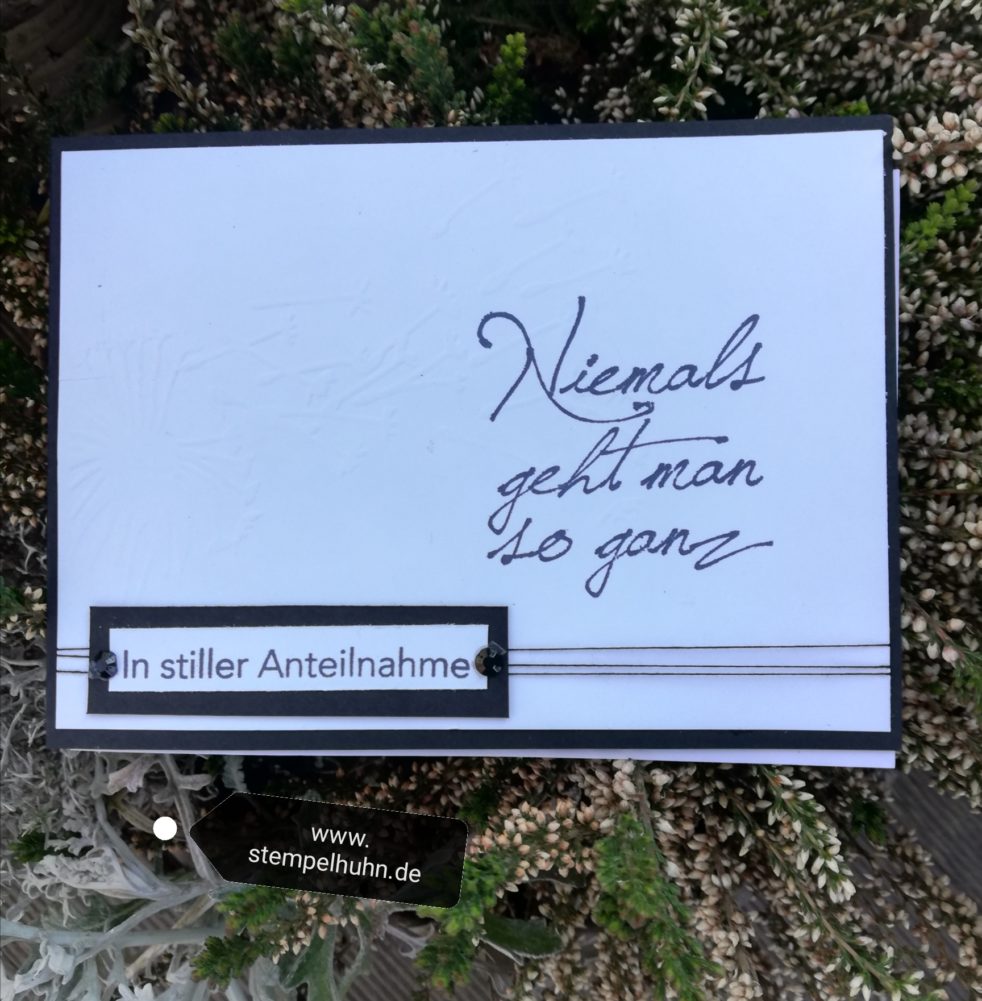 Niemals
geht man
so ganz
In stiller Anteilnahme
www.
stempelhuhn.de